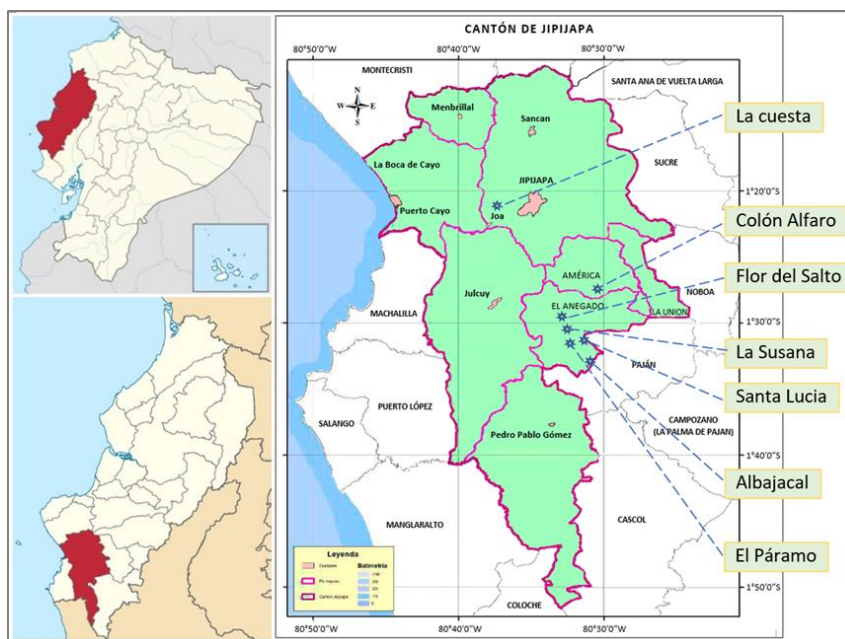 CANTÓN DE JIPIJAPA
80°50'0"S
80°40'0"S
80°30'0"S
MONTECRISTI
SANTA ANA DE VUELTA LARGA
N
W
E
S
Menbrillal
Sancan
La cuesta
La Boca de Cayo
JIPIJAPA
SUCRE
1°20'0"S
Puerto Cayo
Joa
Colón Alfaro
AMÉRICA
Flor del Salto
Julcuy
NOBOA
EL ANEGADO
LA UNION
MACHALILLA
1°30'0"S
La Susana
PAJÁN
Santa Lucia
PUERTO LÓPEZ
SALANGO
CAMPOZANO
(LA PALMA DE PAJAN)
Pedro Pablo Gómez
1°40'0"S
Albajacal
MANGLARALTO
CASCOL
El Páramo
Leyenda
Batimetría
Cantón Jipijapa
1°50'0"S
COLOCHE
80°50'0"S
80°40'0"S
80°30'0"S